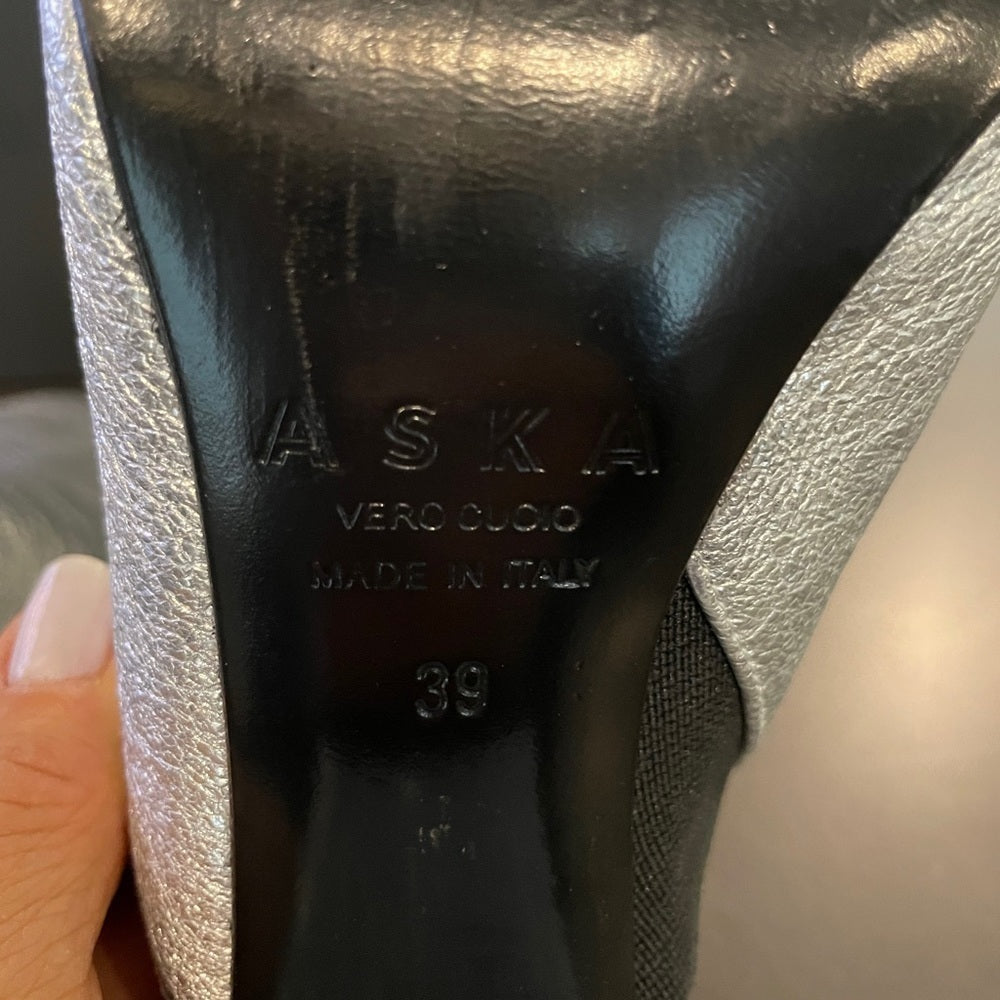 ASKA
VERO CUOIO
MADE IN ITALY
39